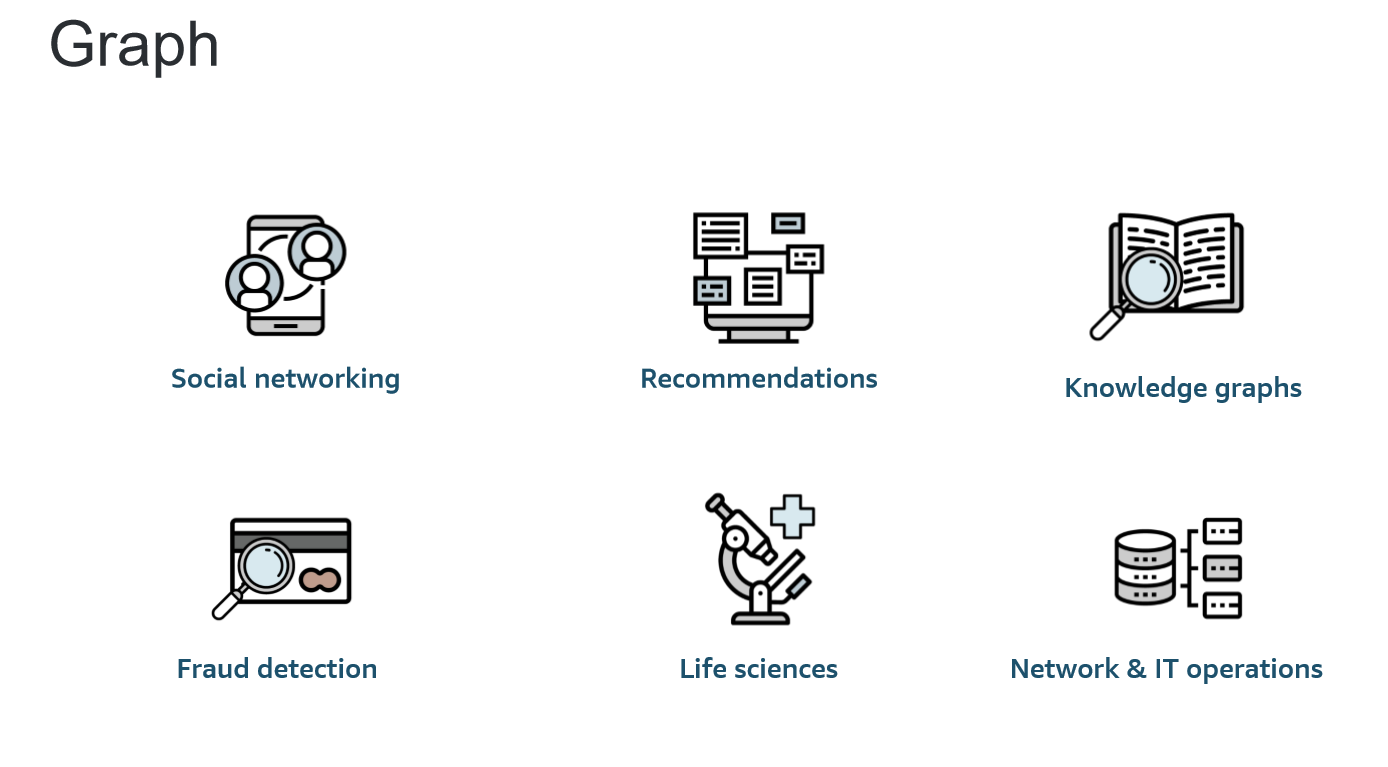 Graph
Social networking
Recommendations
Knowledge graphs
Fraud detection
Life sciences
Network & IT operations